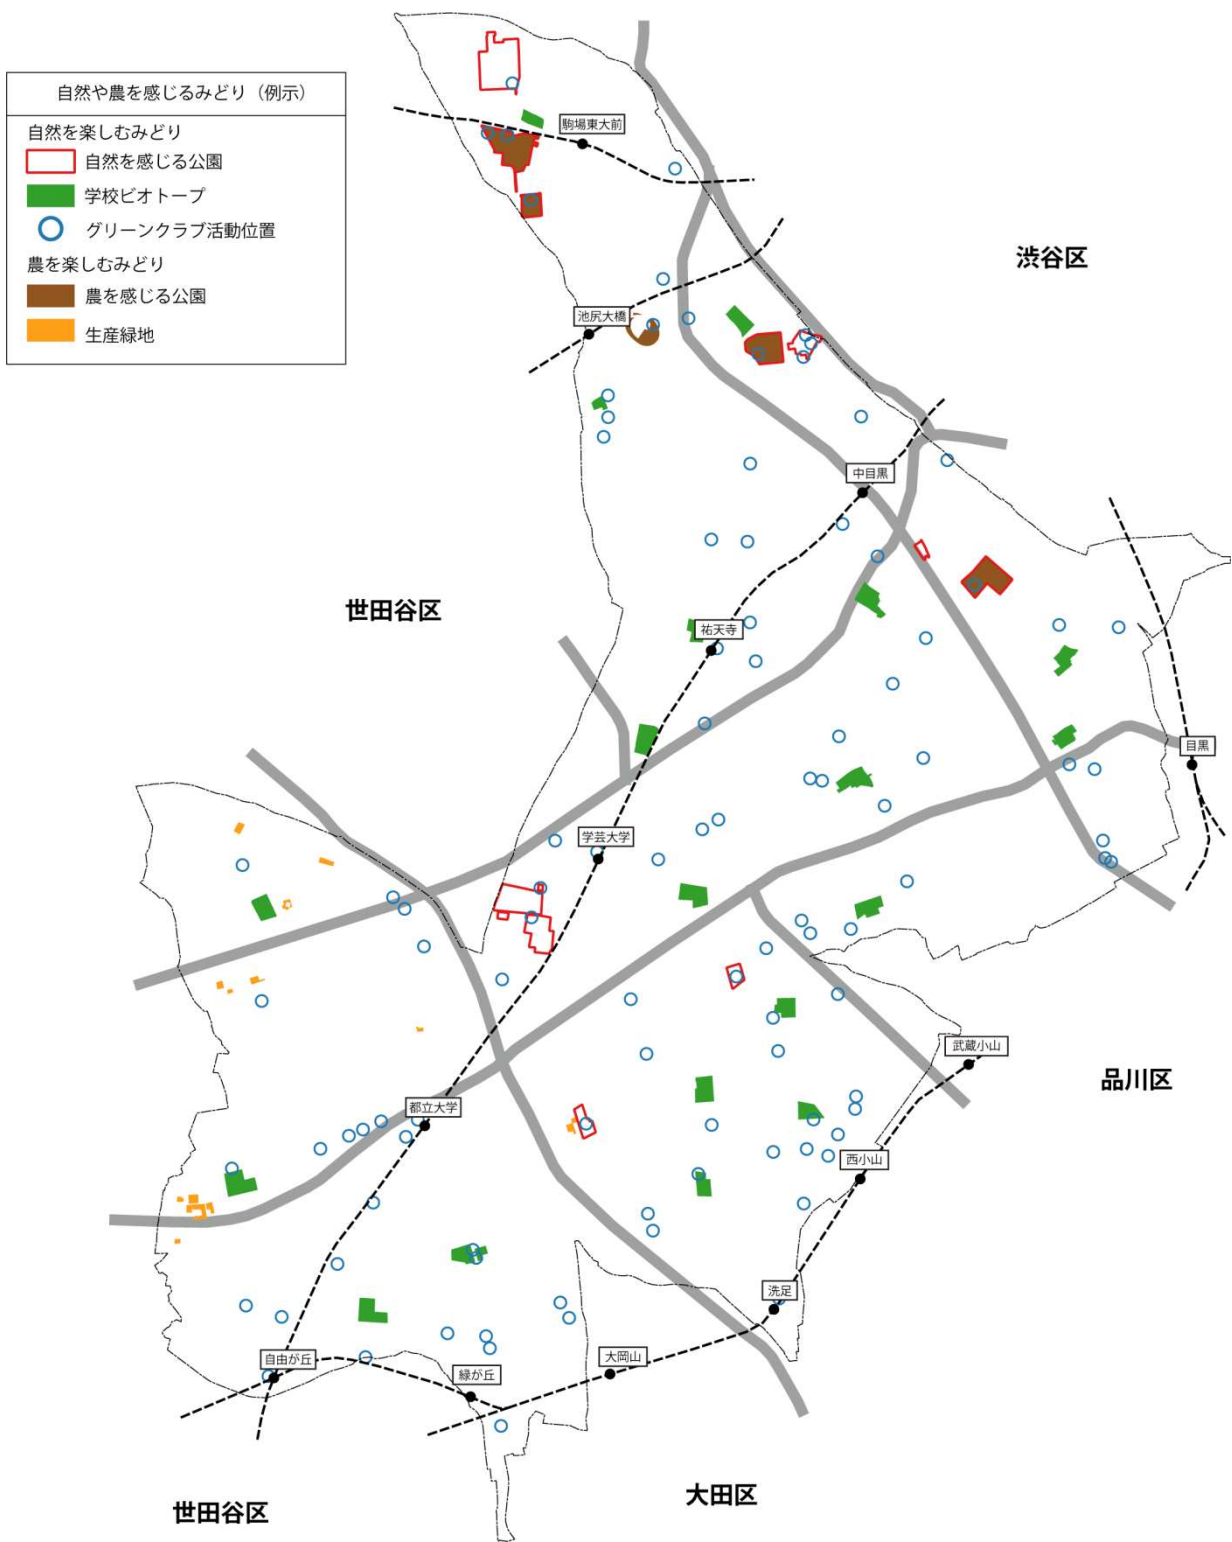 自然や農を感じるみどり（例示）
自然を楽しむみどり
自然を感じる公園
学校ビオトープ
グリーンクラブ活動位置
農を楽しむみどり
農を感じる公園
生産緑地
駒場東大前
渋谷区
池尻大橋
中目黒
世田谷区
祐天寺
目黒
学芸大学
武蔵小山
品川区
都立大学
西小山
洗足
大岡山
自由が丘
緑が丘
大田区
世田谷区